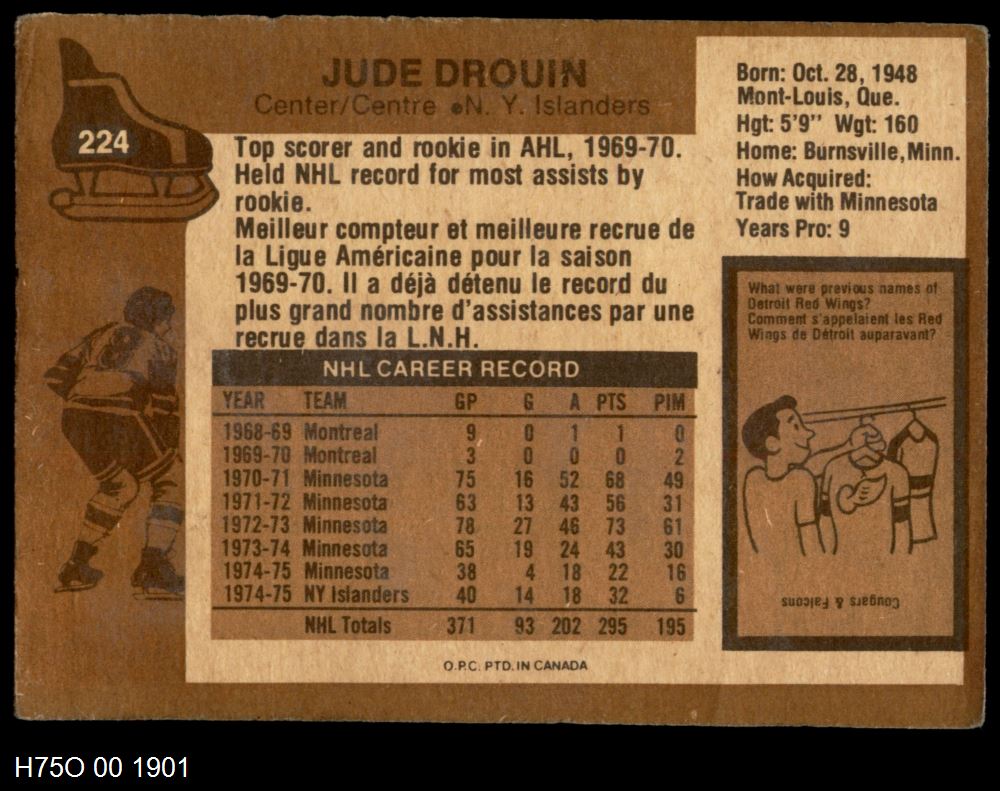 224
JUDE DROUIN
Center/Centre •N. Y. Islanders
Top scorer and rookie in AHL, 1969-70.
Held NHL record for most assists by
rookie.
Meilleur compteur et meilleure recrue de
la Ligue Américaine pour la saison
1969-70. Il a déjà détenu le record du
plus grand nombre d'assistances par une
recrue dans la L.N.H.
Born: Oct. 28, 1948
Mont-Louis, Que.
Hgt: 5'9" Wgt: 160
Home: Burnsville, Minn.
How Acquired:
Trade with Minnesota
Years Pro: 9
NHL CAREER RECORD
YEAR TEAM GP G A PTS PIM
1968-69 Montreal 9 0 1 1 0
1969-70 Montreal 3 0 0 0 2
1970-71 Minnesota 75 16 52 68 49
1971-72 Minnesota 63 13 43 56 31
1972-73 Minnesota 78 27 46 73 61
1973-74 Minnesota 65 19 24 43 30
1974-75 Minnesota 38 4 18 22 16
1974-75 NY Islanders 40 14 18 32 6
NHL Totals 371 93 202 295 195
What were previous names of
Detroit Red Wings?
Comment s'appelaient les Red
Wings de Détroit auparavant?
Cougars & Falcons
O.P.C. PTD. IN CANADA
H75O 00 1901